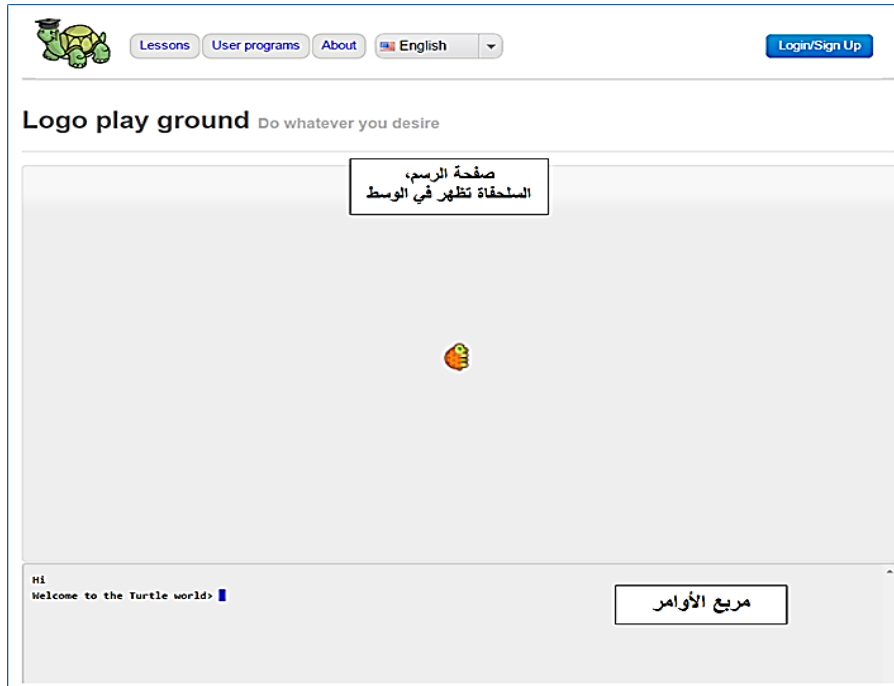 Lessons User programs About English Login/Sign Up
Logo play ground Do whatever you desire
صفحة الرسم،
السلحفاة تظهر في الوسط
Hi
Welcome to the Turtle world>
مربع الأوامر